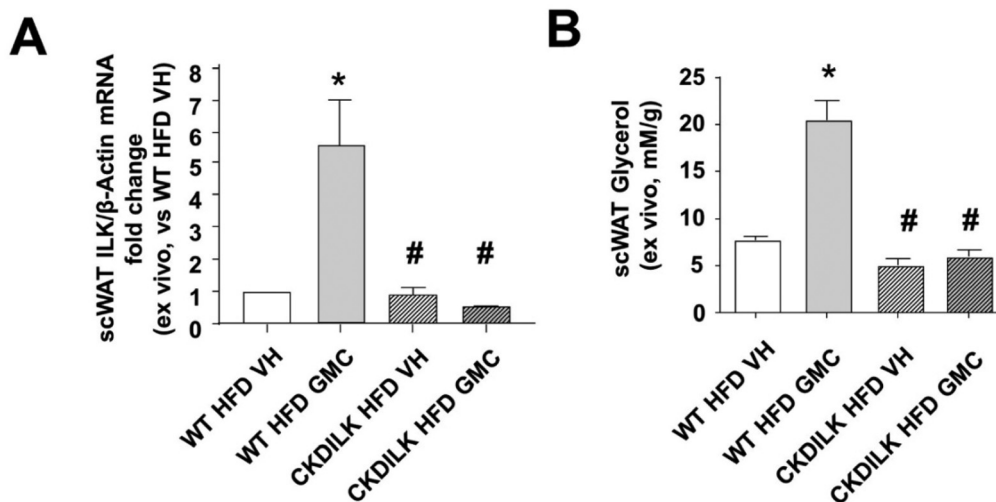 A
scWAT ILK/β-Actin mRNA
fold change
(ex vivo, vs WT HFD VH)
8
7
6
5
4
3
2
1
0
*
#
#
WT HFD VH
WT HFD GMC
CKDILK HFD VH
CKDILK HFD GMC
B
scWAT Glycerol
(ex vivo, mM/g)
25
20
15
10
5
0
*
#
#
WT HFD VH
WT HFD GMC
CKDILK HFD VH
CKDILK HFD GMC